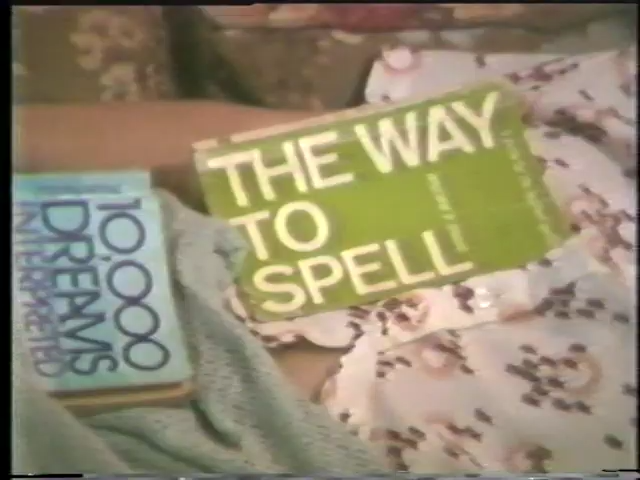 THE WAY
TO
SPELL
10,000
DREAMS
INTERPRETED